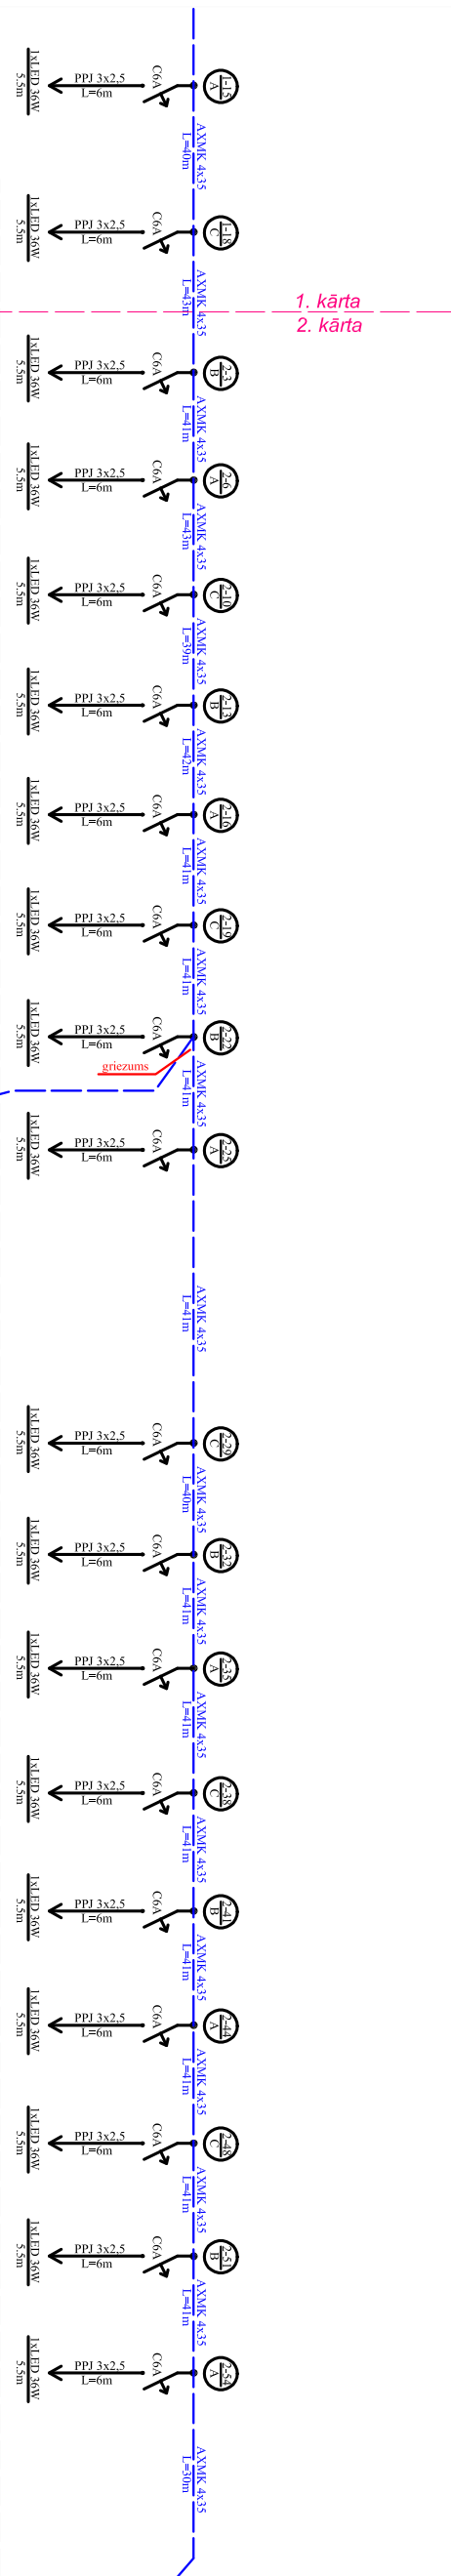 1xLED 36W
5.5m
PPJ 3x2,5
L=6m
C6A
1-15
A
AXMK 4x35
L=40m
1xLED 36W
5.5m
PPJ 3x2,5
L=6m
C6A
1-18
C
AXMK 4x35
L=43m
1. kārta
2. kārta
1xLED 36W
5.5m
PPJ 3x2,5
L=6m
C6A
2-3
B
AXMK 4x35
L=41m
1xLED 36W
5.5m
PPJ 3x2,5
L=6m
C6A
2-6
A
AXMK 4x35
L=43m
1xLED 36W
5.5m
PPJ 3x2,5
L=6m
C6A
2-10
C
AXMK 4x35
L=39m
1xLED 36W
5.5m
PPJ 3x2,5
L=6m
C6A
2-13
B
AXMK 4x35
L=42m
1xLED 36W
5.5m
PPJ 3x2,5
L=6m
C6A
2-16
A
AXMK 4x35
L=41m
1xLED 36W
5.5m
PPJ 3x2,5
L=6m
C6A
2-19
C
AXMK 4x35
L=41m
1xLED 36W
5.5m
PPJ 3x2,5
L=6m
C6A
2-22
B
griezums
AXMK 4x35
L=41m
1xLED 36W
5.5m
PPJ 3x2,5
L=6m
C6A
2-25
A
AXMK 4x35
L=41m
1xLED 36W
5.5m
PPJ 3x2,5
L=6m
C6A
2-29
C
AXMK 4x35
L=40m
1xLED 36W
5.5m
PPJ 3x2,5
L=6m
C6A
2-32
B
AXMK 4x35
L=41m
1xLED 36W
5.5m
PPJ 3x2,5
L=6m
C6A
2-35
A
AXMK 4x35
L=41m
1xLED 36W
5.5m
PPJ 3x2,5
L=6m
C6A
2-38
C
AXMK 4x35
L=41m
1xLED 36W
5.5m
PPJ 3x2,5
L=6m
C6A
2-41
B
AXMK 4x35
L=41m
1xLED 36W
5.5m
PPJ 3x2,5
L=6m
C6A
2-44
A
AXMK 4x35
L=41m
1xLED 36W
5.5m
PPJ 3x2,5
L=6m
C6A
2-48
C
AXMK 4x35
L=41m
1xLED 36W
5.5m
PPJ 3x2,5
L=6m
C6A
2-51
B
AXMK 4x35
L=41m
1xLED 36W
5.5m
PPJ 3x2,5
L=6m
C6A
2-54
A
AXMK 4x35
L=30m